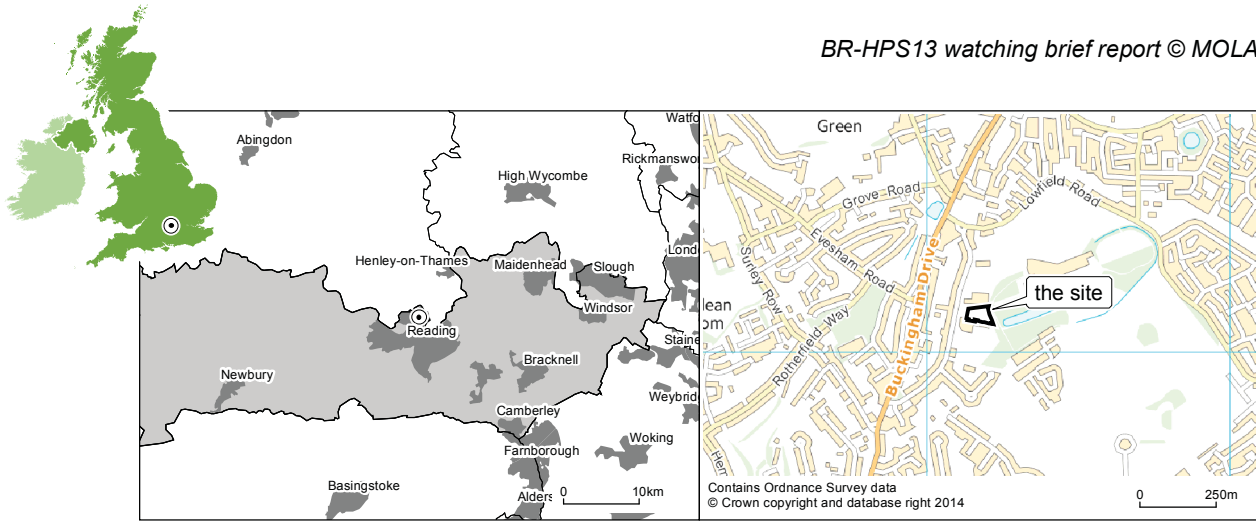 BR-HPS13 watching brief report © MOLA
Abingdon
High Wycombe
Henley-on-Thames
Maidenhead
Slough
Windsor
Reading
Bracknell
Newbury
Camberley
Farnborough
Woking
Basingstoke
0 10km
Green
Grove Road
Lowfield Road
Evesham Road
Surley Row
Buckingham Drive
the site
Rotherfield Way
Contains Ordnance Survey data
© Crown copyright and database right 2014
0 250m